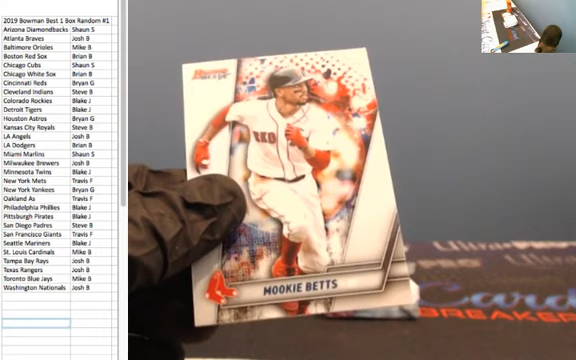 2019 Bowman Best 1 Box Random #1
Arizona Diamondbacks Shaun S
Atlanta Braves Josh B
Baltimore Orioles Mike B
Boston Red Sox Brian B
Chicago Cubs Shaun S
Chicago White Sox Brian B
Cincinnati Reds Bryan G
Cleveland Indians Steve B
Colorado Rockies Blake J
Detroit Tigers Blake J
Houston Astros Bryan G
Kansas City Royals Steve B
LA Angels Josh B
LA Dodgers Brian B
Miami Marlins Shaun S
Milwaukee Brewers Josh B
Minnesota Twins Blake J
New York Mets Travis F
New York Yankees Bryan G
Oakland As Travis F
Philadelphia Phillies Blake J
Pittsburgh Pirates Blake J
San Diego Padres Steve B
San Francisco Giants Travis F
Seattle Mariners Blake J
St. Louis Cardinals Mike B
Tampa Bay Rays Josh B
Texas Rangers Josh B
Toronto Blue Jays Mike B
Washington Nationals Josh B
MOOKIE BETTS
Card
BREAKER